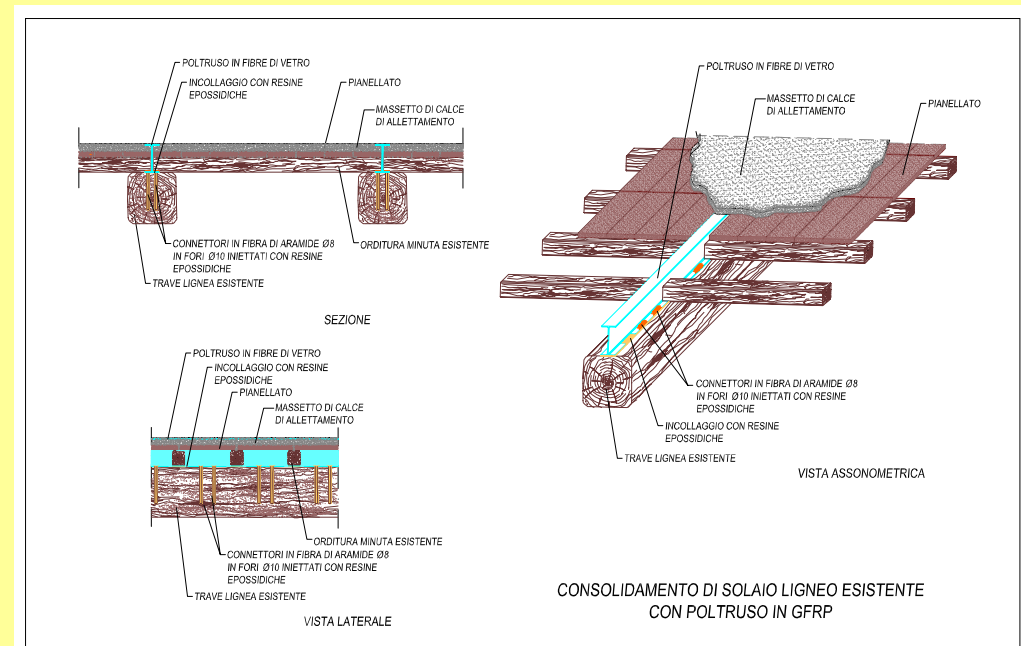 POLTRUSO IN FIBRE DI VETRO
INCOLLAGGIO CON RESINE
EPOSSIDICHE
PIANELLATO
MASSETTO DI CALCE
DI ALLETTAMENTO
CONNETTORI IN FIBRA DI ARAMIDE Ø8
IN FORI Ø10 INIETTATI CON RESINE
EPOSSIDICHE
ORDITURA MINUTA ESISTENTE
TRAVE LIGNEA ESISTENTE
SEZIONE
POLTRUSO IN FIBRE DI VETRO
INCOLLAGGIO CON RESINE
EPOSSIDICHE
PIANELLATO
MASSETTO DI CALCE
DI ALLETTAMENTO
ORDITURA MINUTA ESISTENTE
CONNETTORI IN FIBRA DI ARAMIDE Ø8
IN FORI Ø10 INIETTATI CON RESINE
EPOSSIDICHE
TRAVE LIGNEA ESISTENTE
VISTA LATERALE
POLTRUSO IN FIBRE DI VETRO
MASSETTO DI CALCE
DI ALLETTAMENTO
PIANELLATO
CONNETTORI IN FIBRA DI ARAMIDE Ø8
IN FORI Ø10 INIETTATI CON RESINE
EPOSSIDICHE
INCOLLAGGIO CON RESINE
EPOSSIDICHE
TRAVE LIGNEA ESISTENTE
VISTA ASSONOMETRICA
CONSOLIDAMENTO DI SOLAIO LIGNEO ESISTENTE
CON POLTRUSO IN GFRP